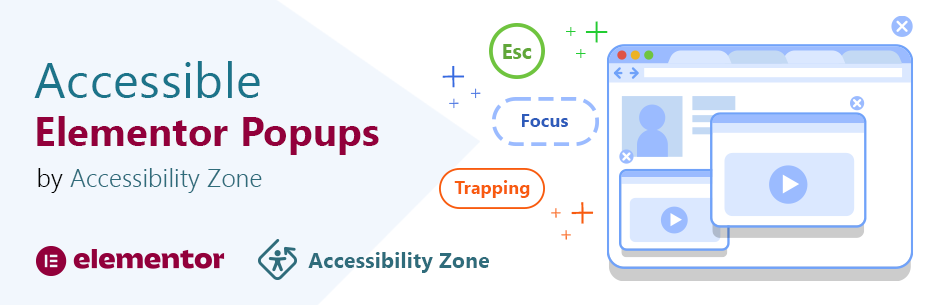 Accessible
Elementor Popups
by Accessibility Zone
elementor
Accessibility Zone
Esc
Focus
Trapping